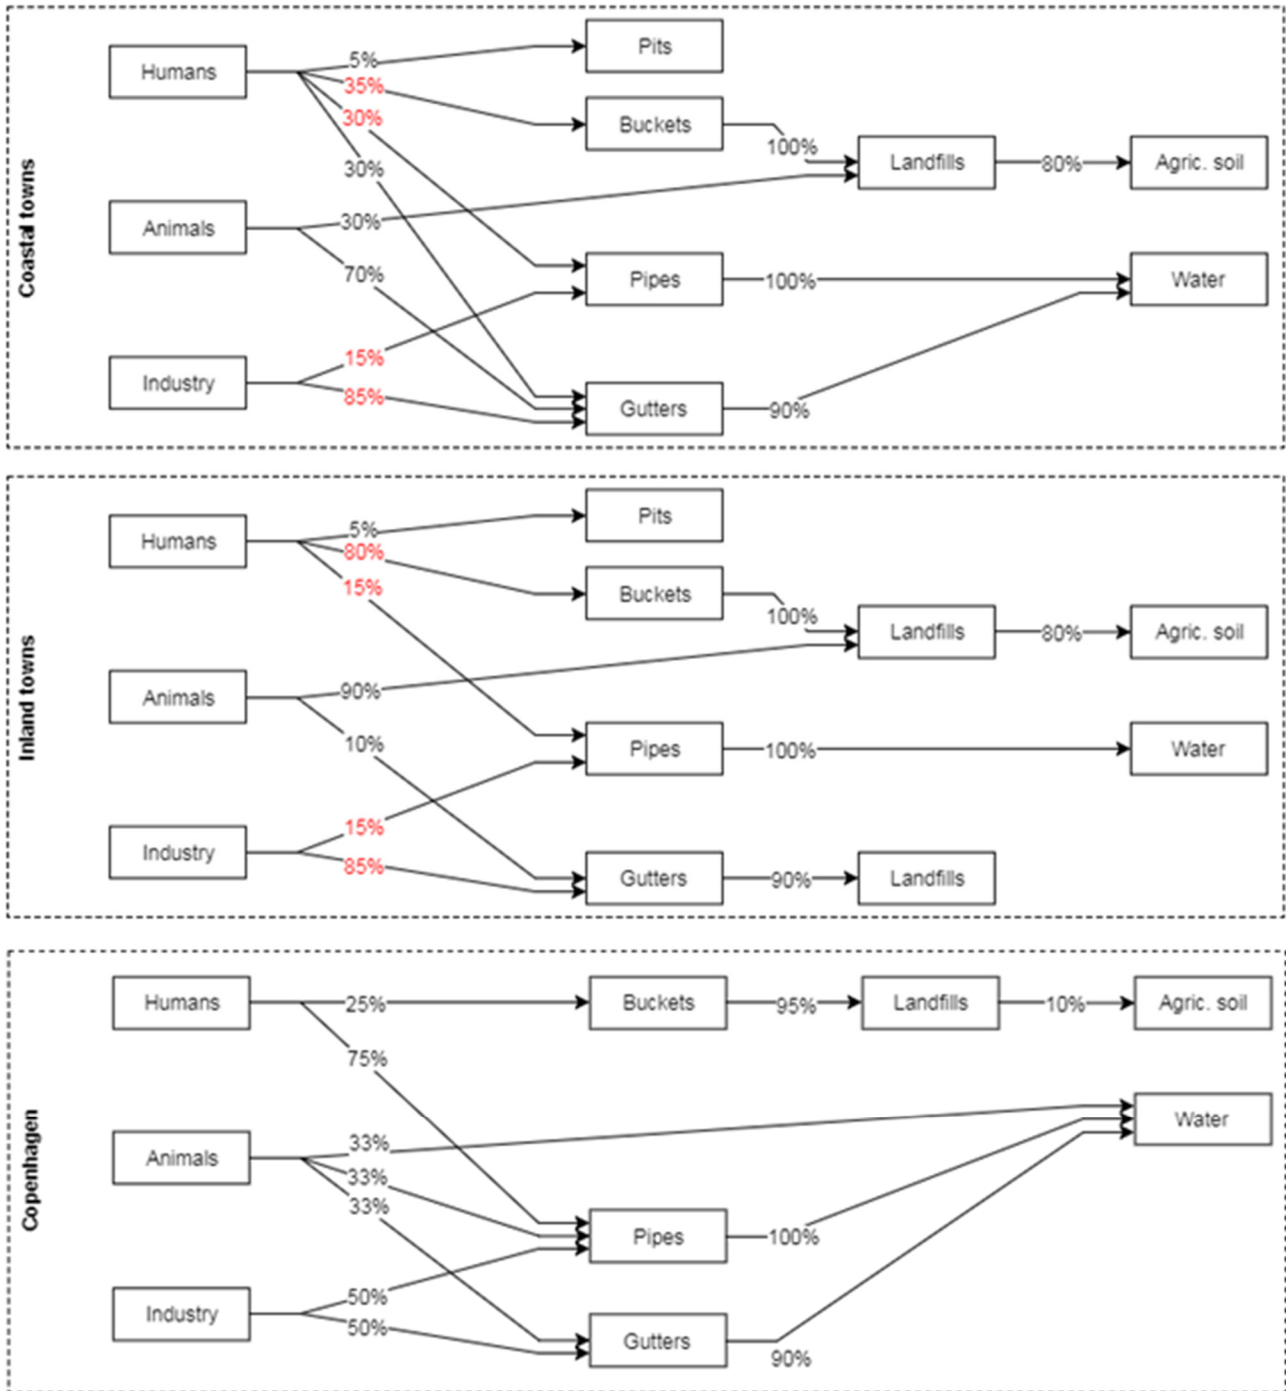 Coastal towns
Humans
Animals
Industry
5%
35%
30%
30%
30%
70%
15%
85%
Pits
Buckets
Pipes
Gutters
100%
100%
90%
Landfills
80%
Agric. soil
Water
Inland towns
Humans
Animals
Industry
5%
80%
15%
90%
10%
15%
85%
Pits
Buckets
Pipes
Gutters
100%
100%
90%
Landfills
Landfills
80%
Agric. soil
Water
Copenhagen
Humans
Animals
Industry
25%
75%
33%
33%
33%
50%
50%
Buckets
Pipes
Gutters
95%
100%
90%
Landfills
10%
Agric. soil
Water